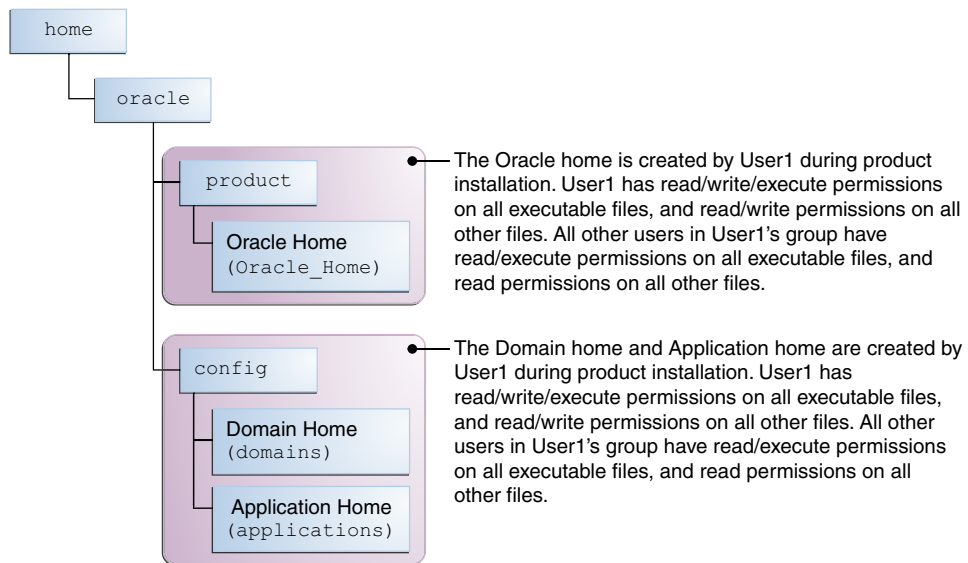 home
oracle
product
Oracle Home
(Oracle_Home)
The Oracle home is created by User1 during product
installation. User1 has read/write/execute permissions
on all executable files, and read/write permissions on all
other files. All other users in User1's group have
read/execute permissions on all executable files, and
read permissions on all other files.
config
Domain Home
(domains)
Application Home
(applications)
The Domain home and Application home are created by
User1 during product installation. User1 has
read/write/execute permissions on all executable files,
and read/write permissions on all other files. All other
users in User1's group have read/execute permissions
on all executable files, and read permissions on all
other files.